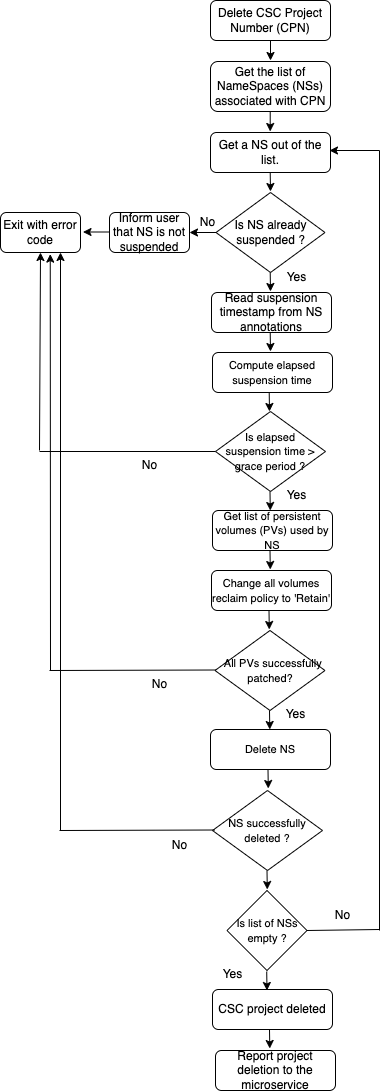 Delete CSC Project
Number (CPN)
Get the list of
NameSpaces (NSs)
associated with CPN
Get a NS out of the
list.
Exit with error
code
Inform user
that NS is not
suspended
No
Is NS already
suspended ?
Yes
Read suspension
timestamp from NS
annotations
Compute elapsed
suspension time
Is elapsed
suspension time >
grace period ?
No
Yes
Get list of persistent
volumes (PVs) used by
NS
Change all volumes
reclaim policy to 'Retain'
All PVs successfully
patched?
No
Yes
Delete NS
NS successfully
deleted ?
No
Is list of NSs
empty ?
No
Yes
CSC project deleted
Report project
deletion to the
microservice